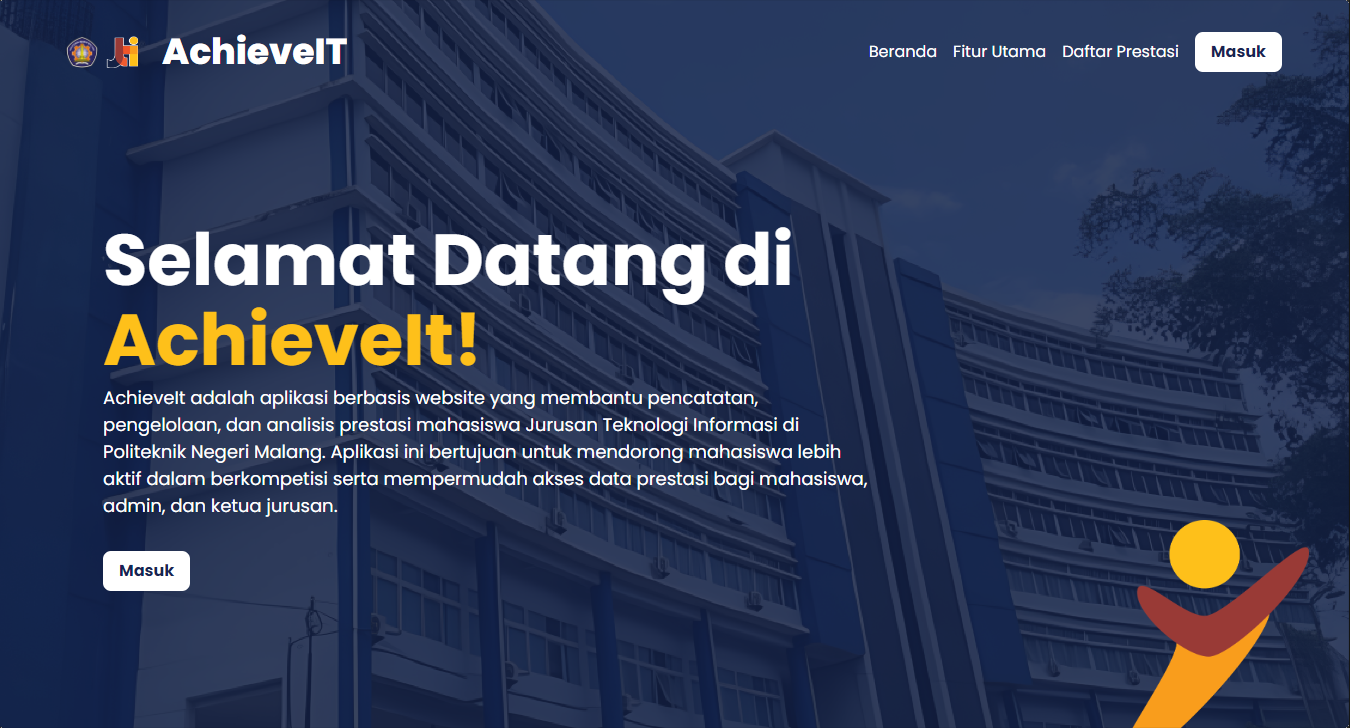 AchieveIT
Beranda Fitur Utama Daftar Prestasi Masuk
Selamat Datang di
AchieveIt!
AchieveIt adalah aplikasi berbasis website yang membantu pencatatan,
pengelolaan, dan analisis prestasi mahasiswa Jurusan Teknologi Informasi di
Politeknik Negeri Malang. Aplikasi ini bertujuan untuk mendorong mahasiswa lebih
aktif dalam berkompetisi serta mempermudah akses data prestasi bagi mahasiswa,
admin, dan ketua jurusan.
Masuk